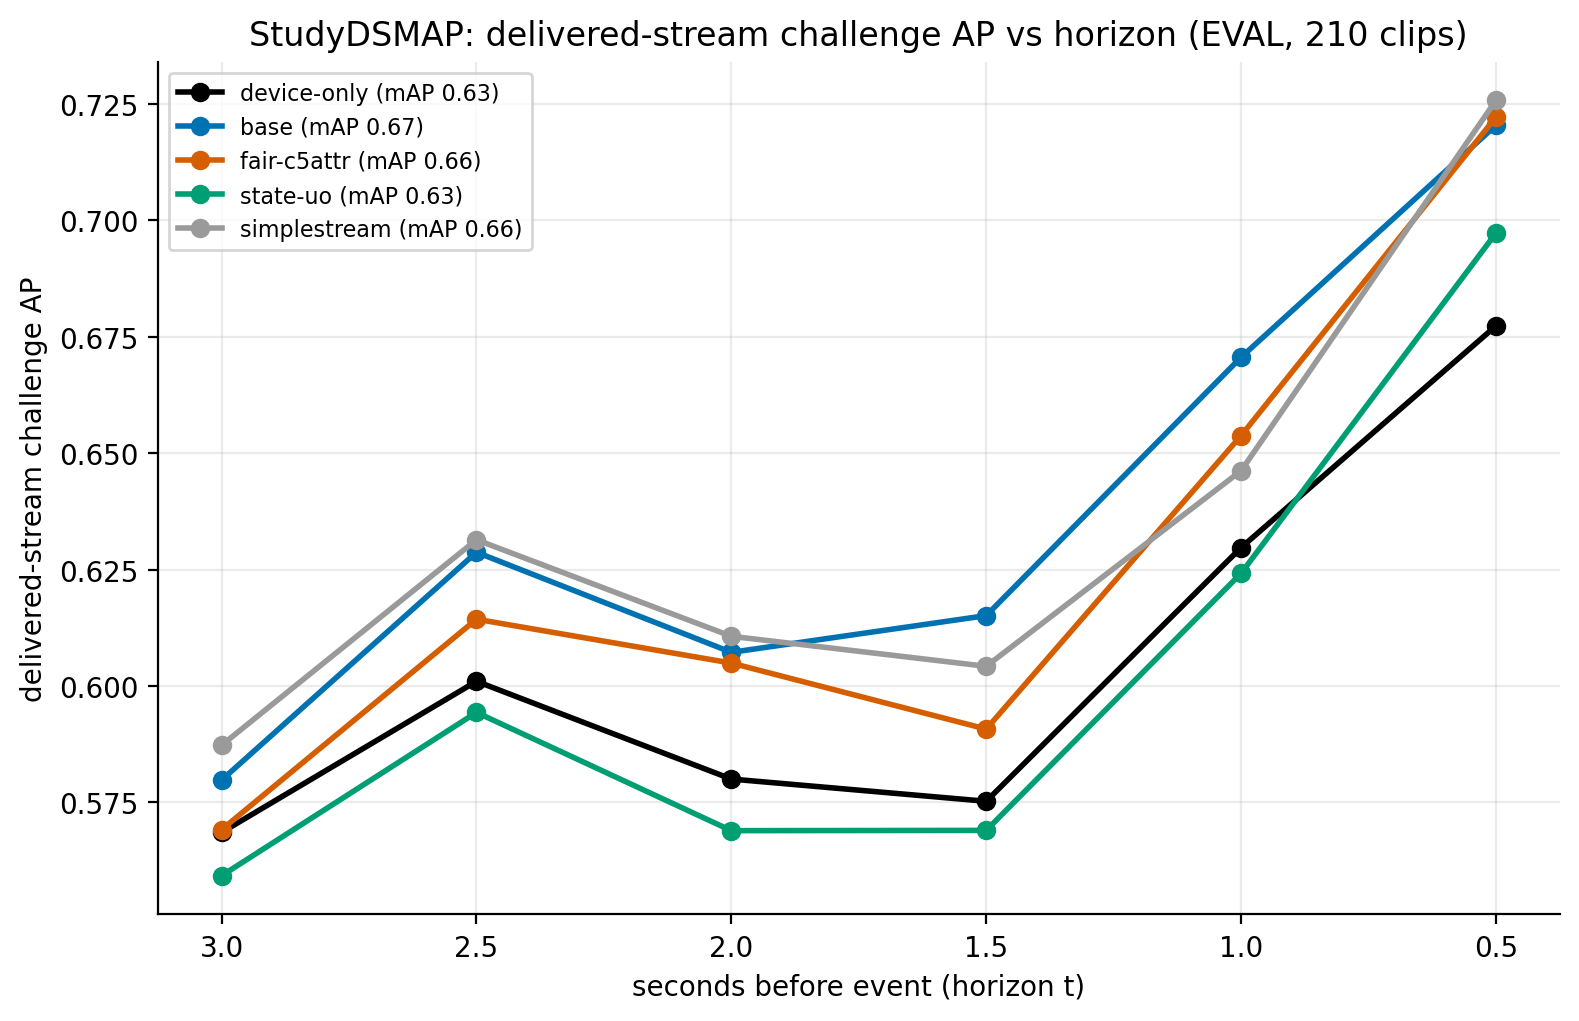 StudyDSMAP: delivered-stream challenge AP vs horizon (EVAL, 210 clips)
device-only (mAP 0.63)
base (mAP 0.67)
fair-c5attr (mAP 0.66)
state-uo (mAP 0.63)
simplestream (mAP 0.66)
delivered-stream challenge AP
0.725
0.700
0.675
0.650
0.625
0.600
0.575
3.0 2.5 2.0 1.5 1.0 0.5
seconds before event (horizon t)